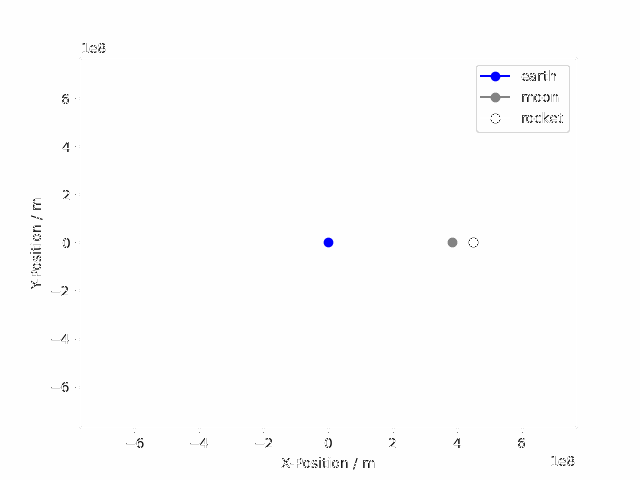 1e8
earth
moon
rocket
6
4
2
0
−2
−4
−6
Y-Position / m
−6 −4 −2 0 2 4 6
X-Position / m
1e8